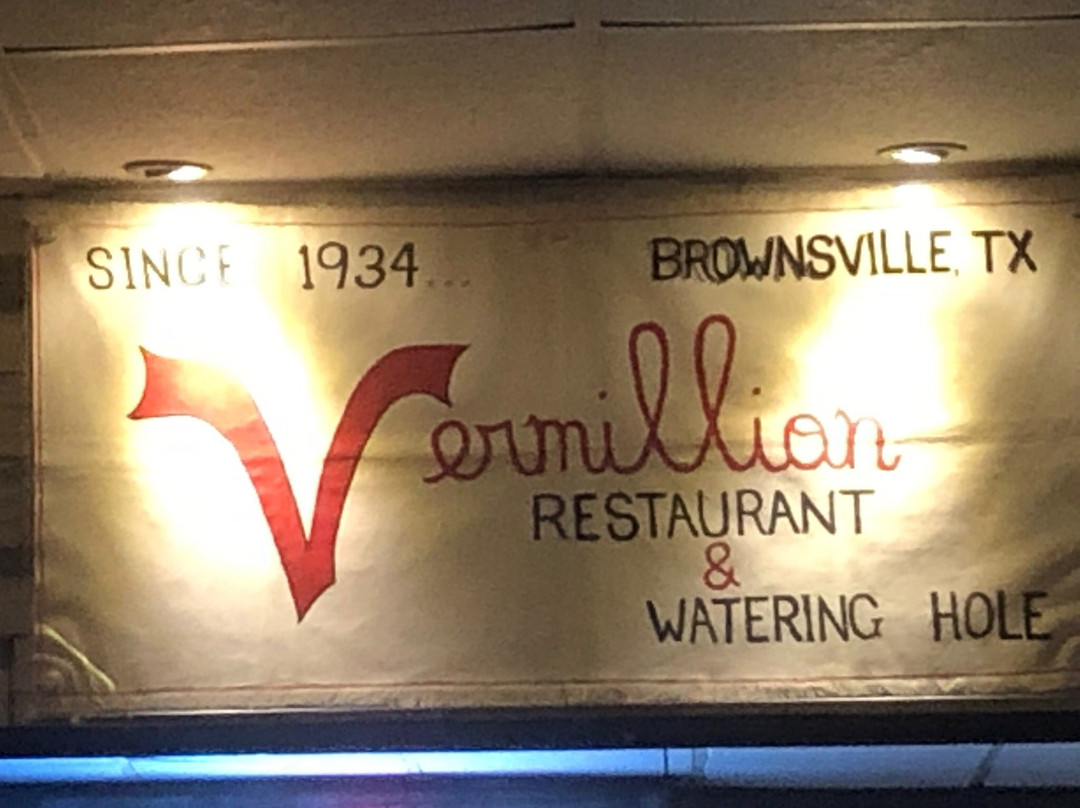 SINCE 1934...
BROWNSVILLE, TX
Vermillion
RESTAURANT
&
WATERING HOLE